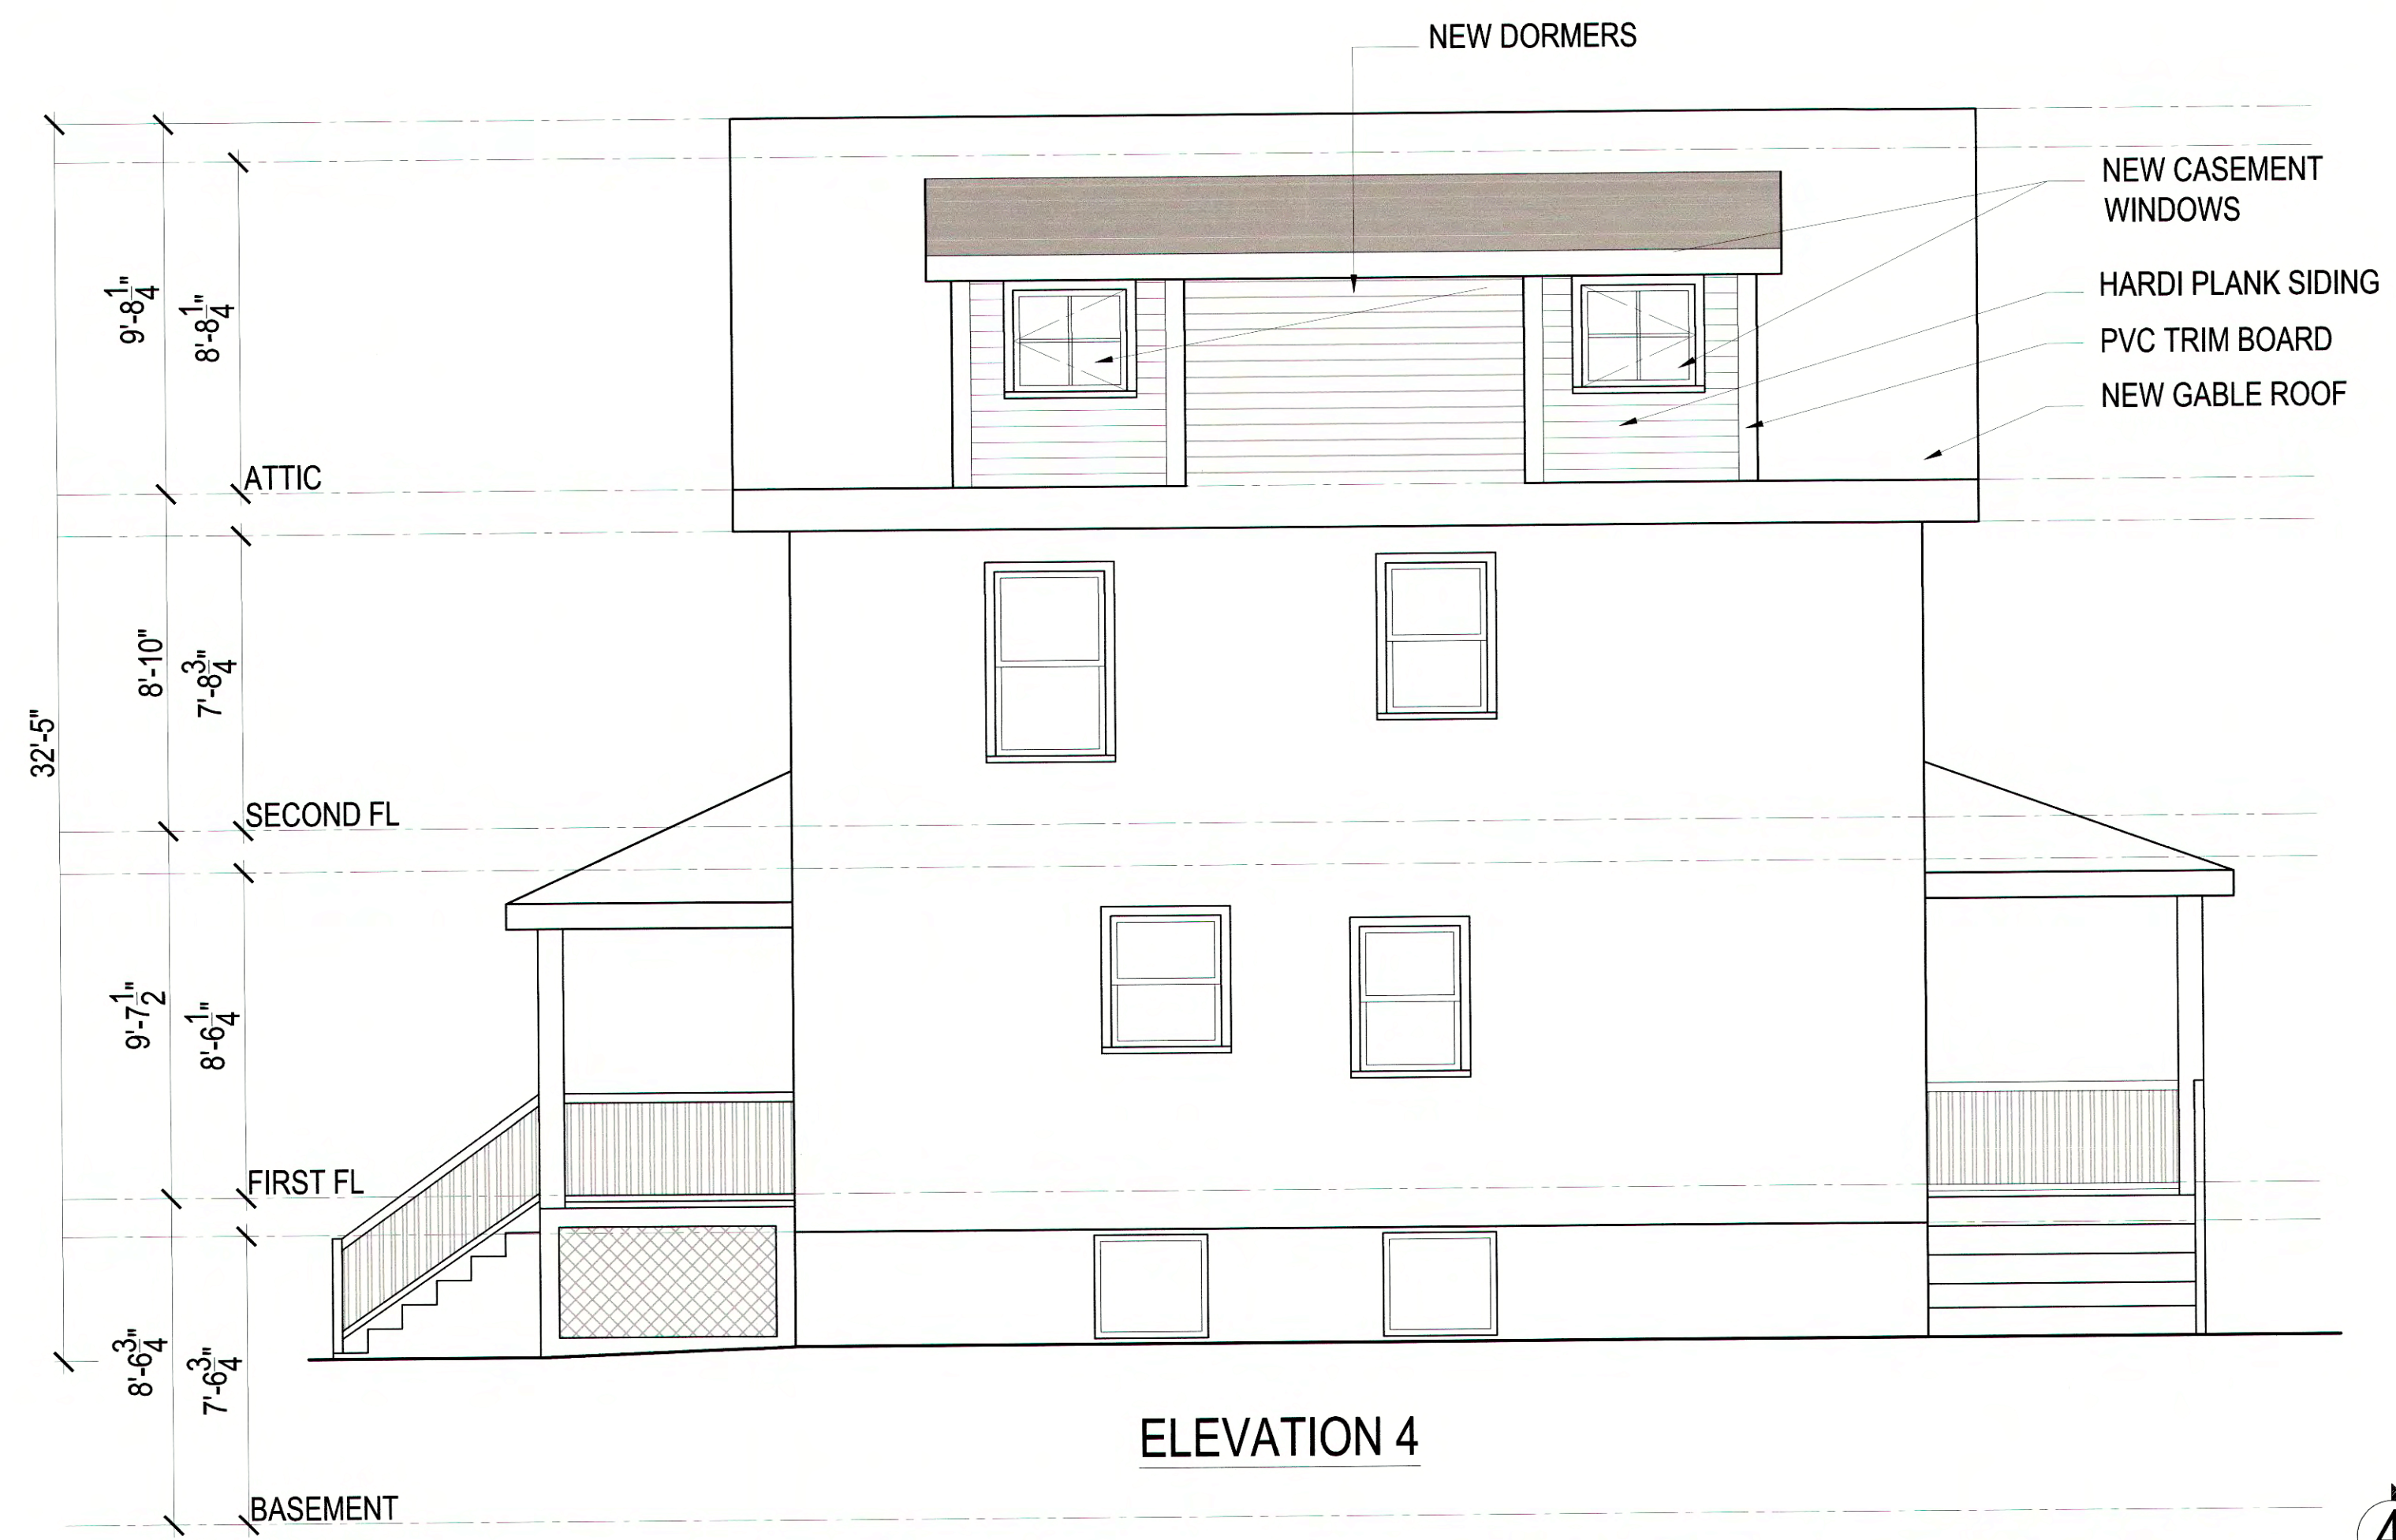 NEW DORMERS
NEW CASEMENT
WINDOWS
HARDI PLANK SIDING
PVC TRIM BOARD
NEW GABLE ROOF
9'-8 1/4"
8'-8 1/4"
ATTIC
8'-10"
7'-8 3/4"
32'-5"
SECOND FL
9'-7 1/2"
8'-6 1/4"
FIRST FL
8'-6 3/4"
7'-6 3/4"
ELEVATION 4
BASEMENT